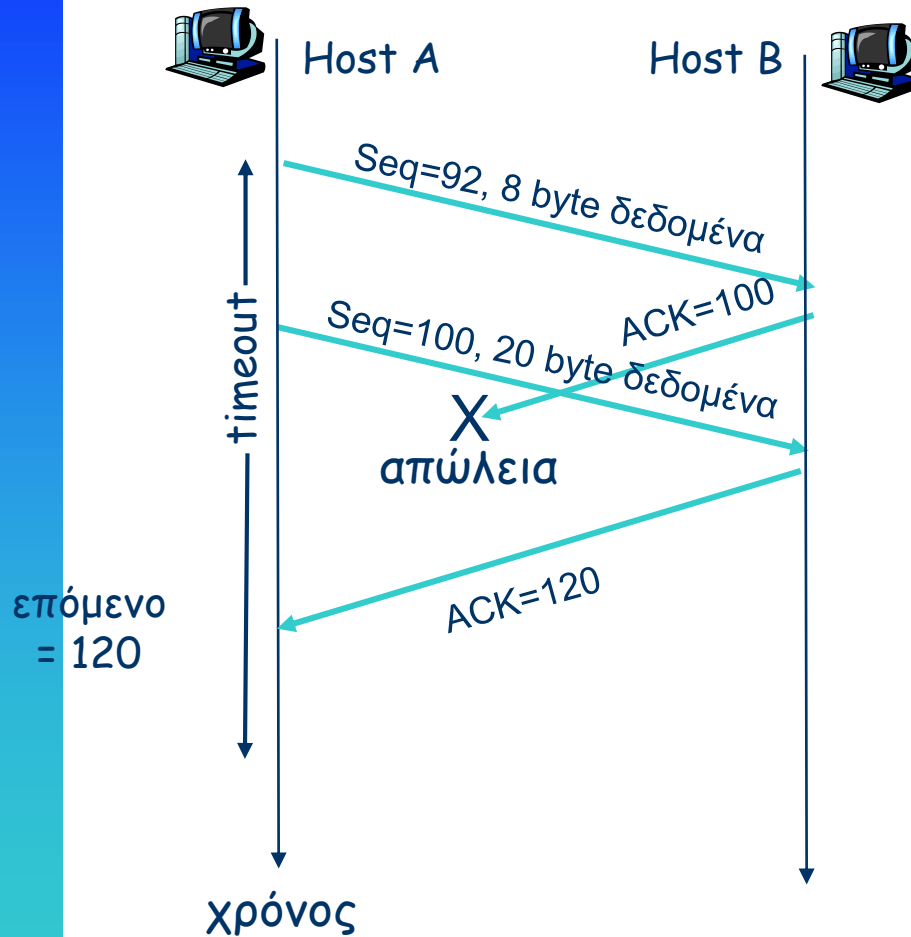 Host A
Host B
Seq=92, 8 byte δεδομένα
ACK=100
timeout
Seq=100, 20 byte δεδομένα
X
απώλεια
ACK=120
επόμενο
= 120
χρόνος